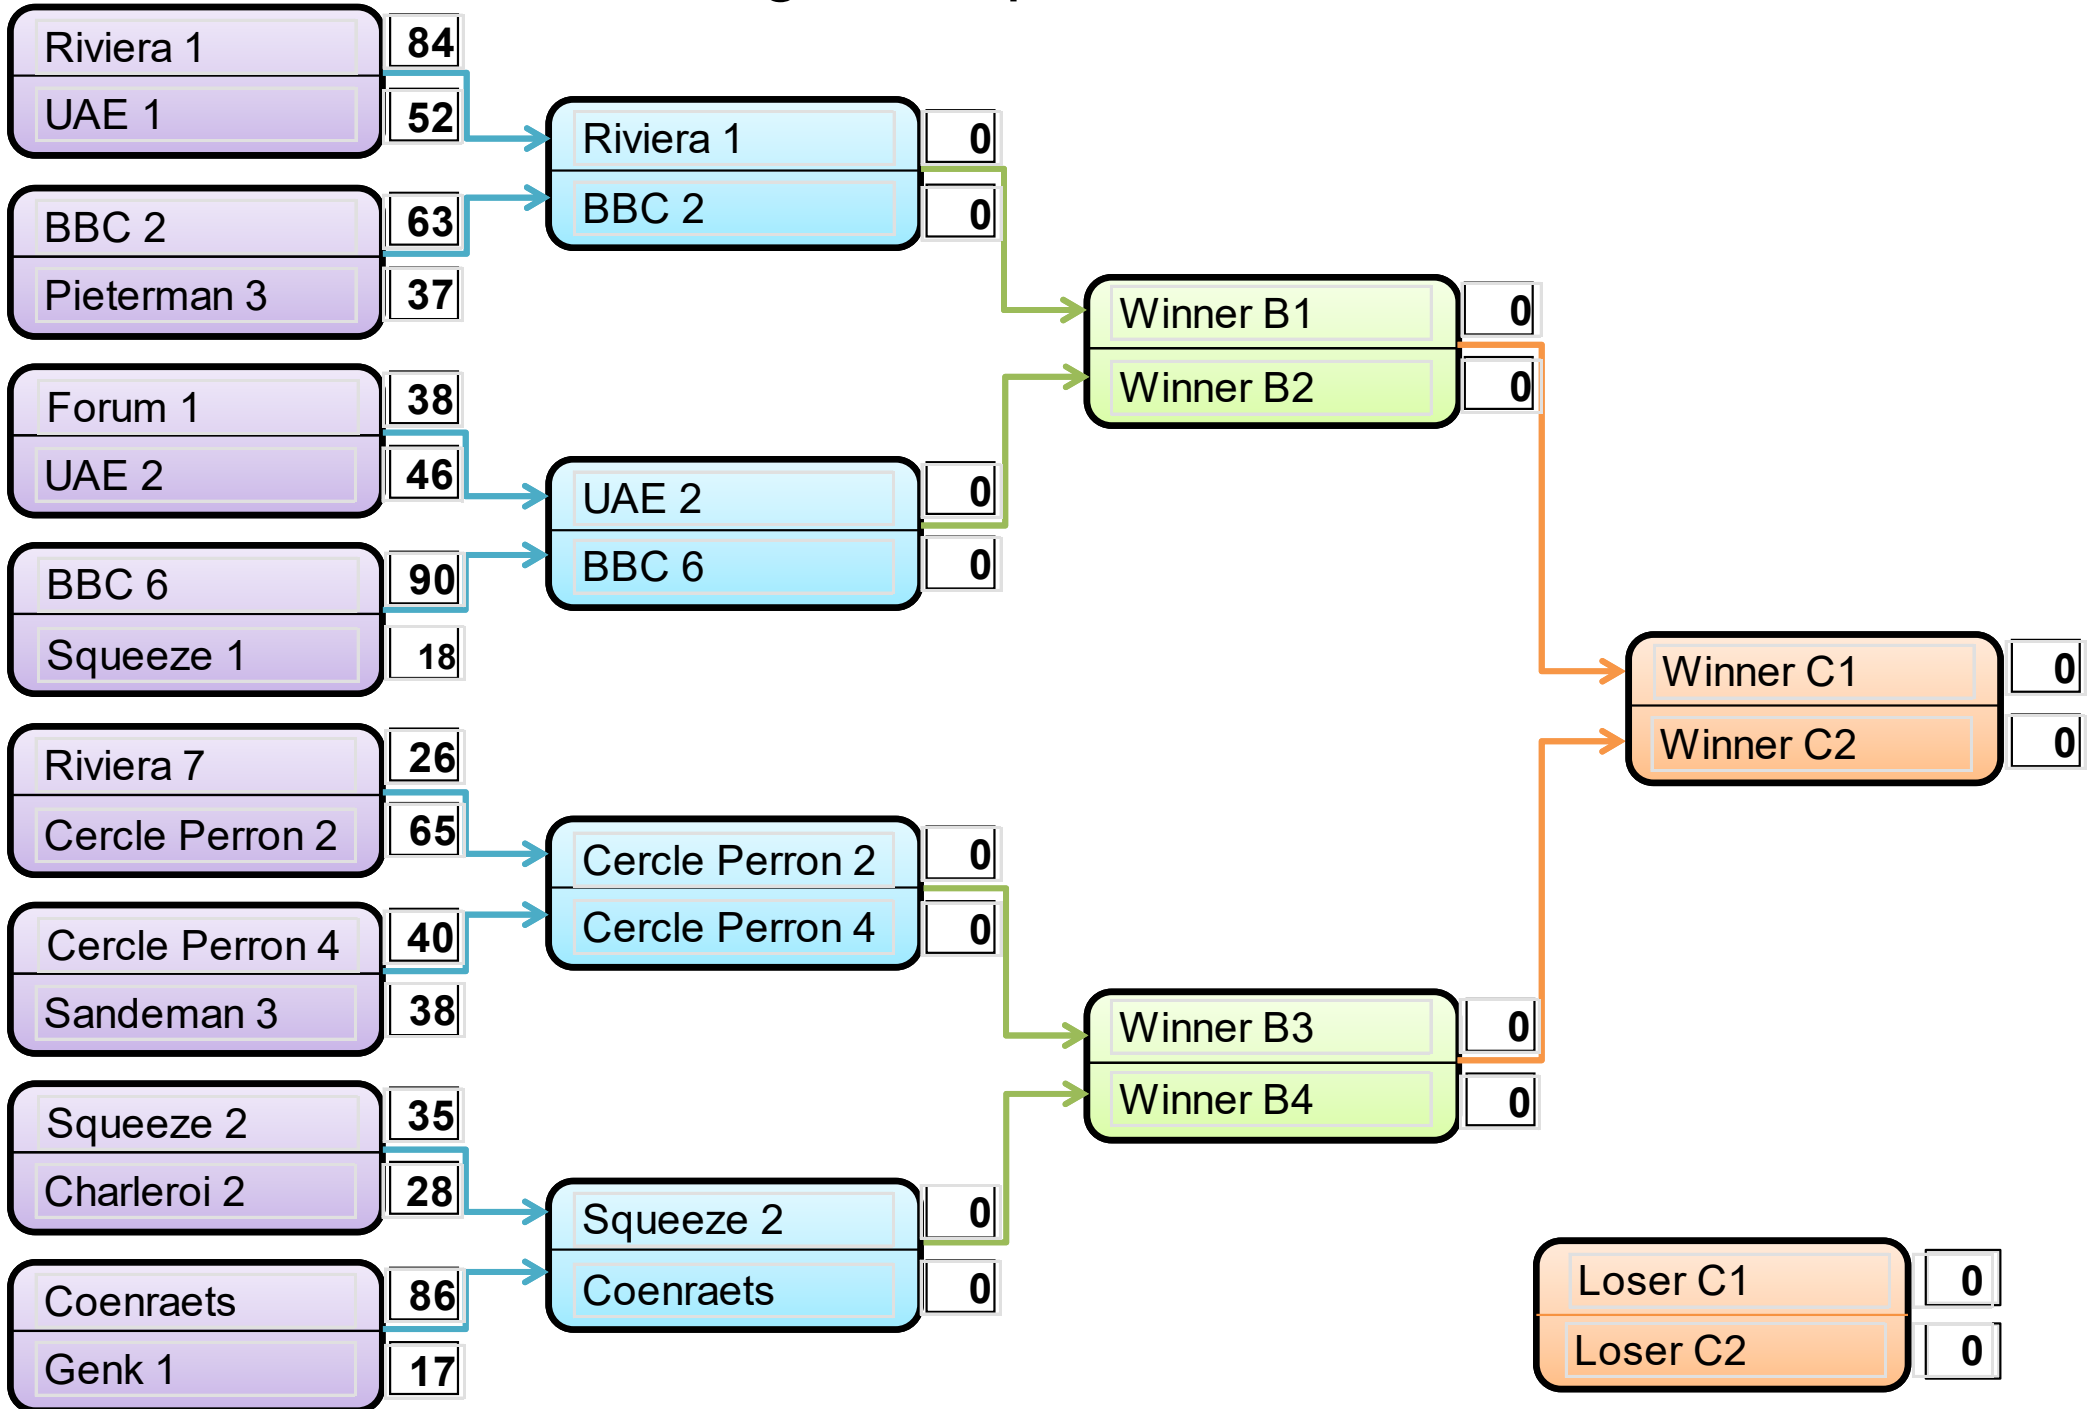 Riviera 1 84
UAE 1 52
BBC 2 63
Pieterman 3 37
Forum 1 38
UAE 2 46
BBC 6 90
Squeeze 1 18
Riviera 7 26
Cercle Perron 2 65
Cercle Perron 4 40
Sandeman 3 38
Squeeze 2 35
Charleroi 2 28
Coenraets 86
Genk 1 17
Riviera 1 0
BBC 2 0
UAE 2 0
BBC 6 0
Cercle Perron 2 0
Cercle Perron 4 0
Squeeze 2 0
Coenraets 0
Winner B1 0
Winner B2 0
Winner B3 0
Winner B4 0
Winner C1 0
Winner C2 0
Loser C1 0
Loser C2 0